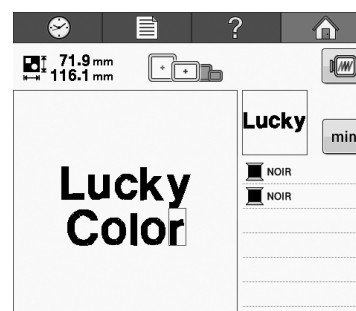 ?
71.9 mm
116.1 mm
Lucky
min
NOIR
NOIR
Lucky
Color